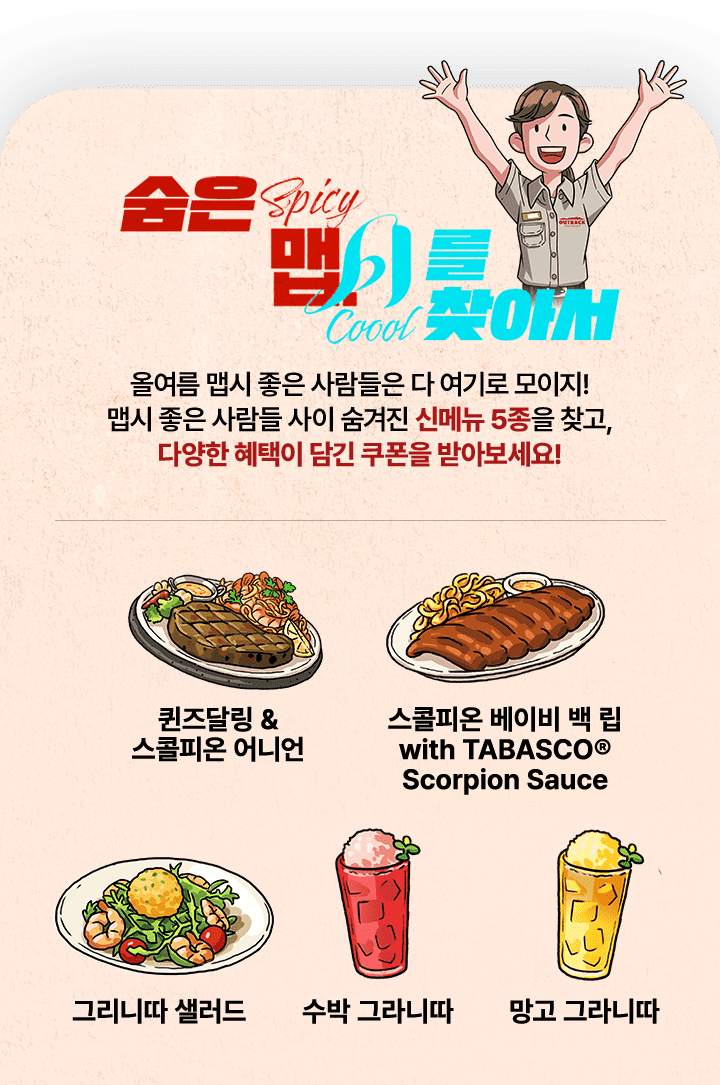 숨은 Spicy
맵시를
Coool 찾아서
OUTBACK
올여름 맵시 좋은 사람들은 다 여기로 모이지!
맵시 좋은 사람들 사이 숨겨진 신메뉴 5종을 찾고,
다양한 혜택이 담긴 쿠폰을 받아보세요!
퀸즈달링 &
스콜피온 어니언
스콜피온 베이비 백 립
with TABASCO®
Scorpion Sauce
그리니따 샐러드
수박 그라니따
망고 그라니따